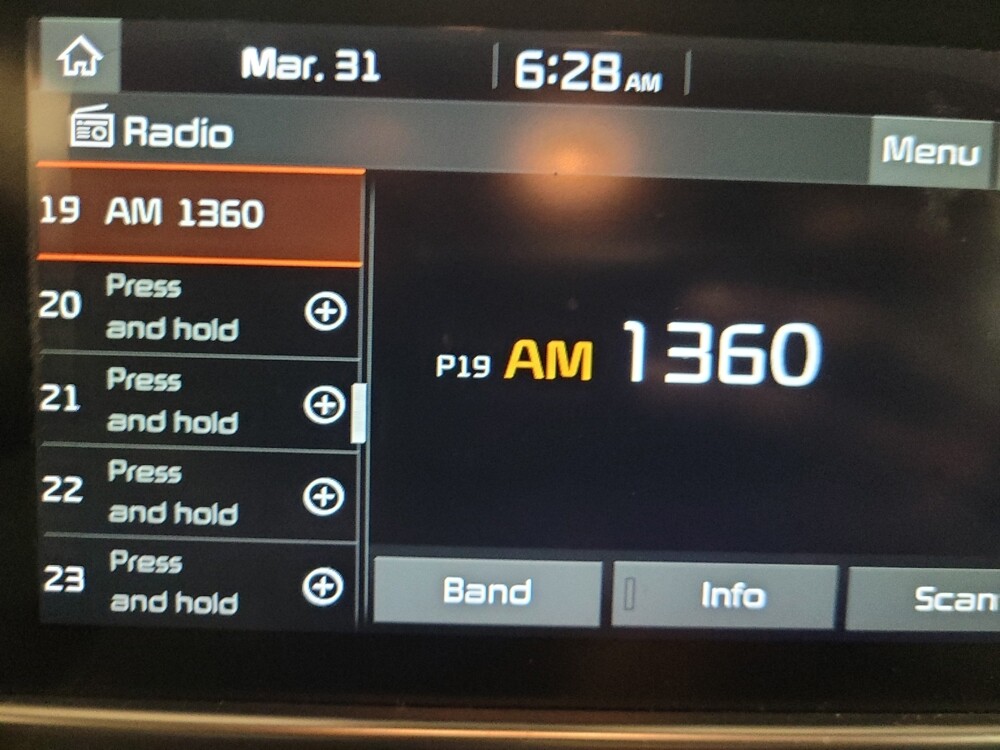 Mar. 31
6:28 AM
Radio
Menu
19 AM 1360
20 Press
and hold
21 Press
and hold
22 Press
and hold
23 Press
and hold
P19 AM 1360
Band
Info
Scan